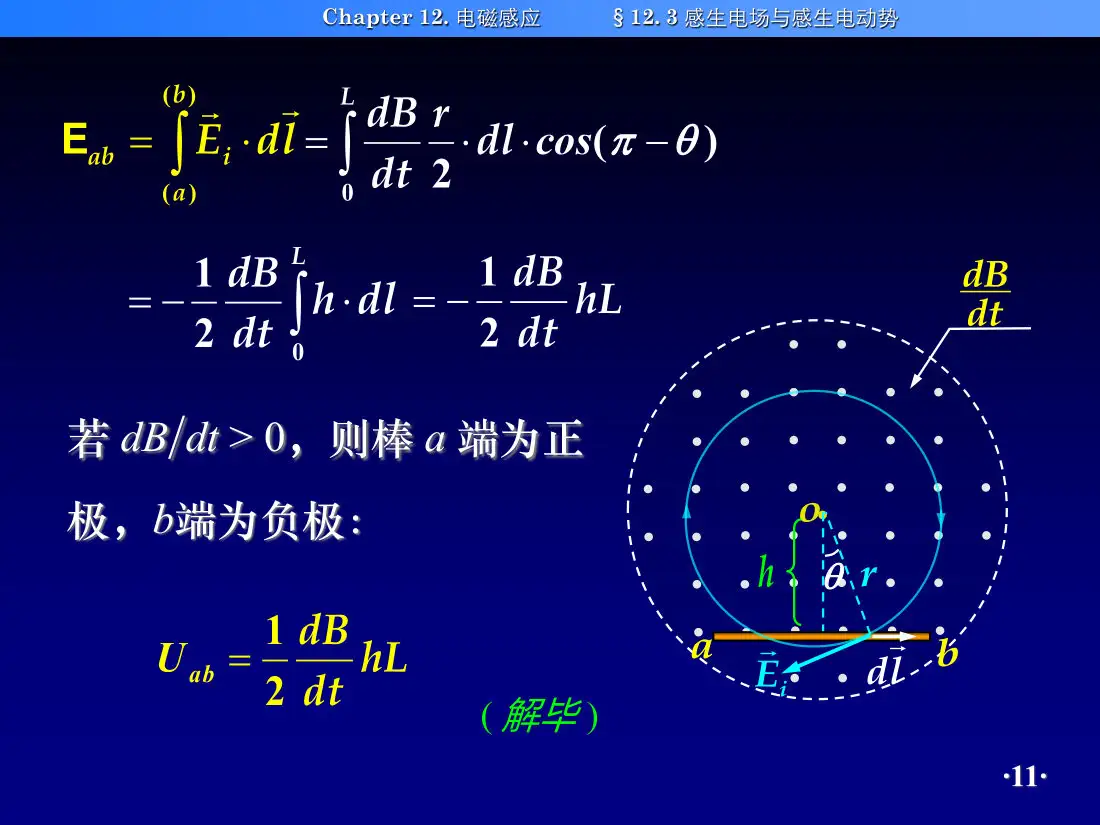 Chapter 12. 电磁感应 §12. 3 感生电场与感生电动势
E_ab = ∫_(a)^(b) E⃗_i · dl⃗ = ∫_0^L dB/dt r/2 · dl · cos(π − θ)
= − 1/2 dB/dt ∫_0^L h · dl = − 1/2 dB/dt hL
dB/dt
若 dB/dt > 0，则棒 a 端为正
极，b端为负极：
o
h θ r
a b
E⃗_i dl⃗
U_ab = 1/2 dB/dt hL
( 解毕 )
·11·